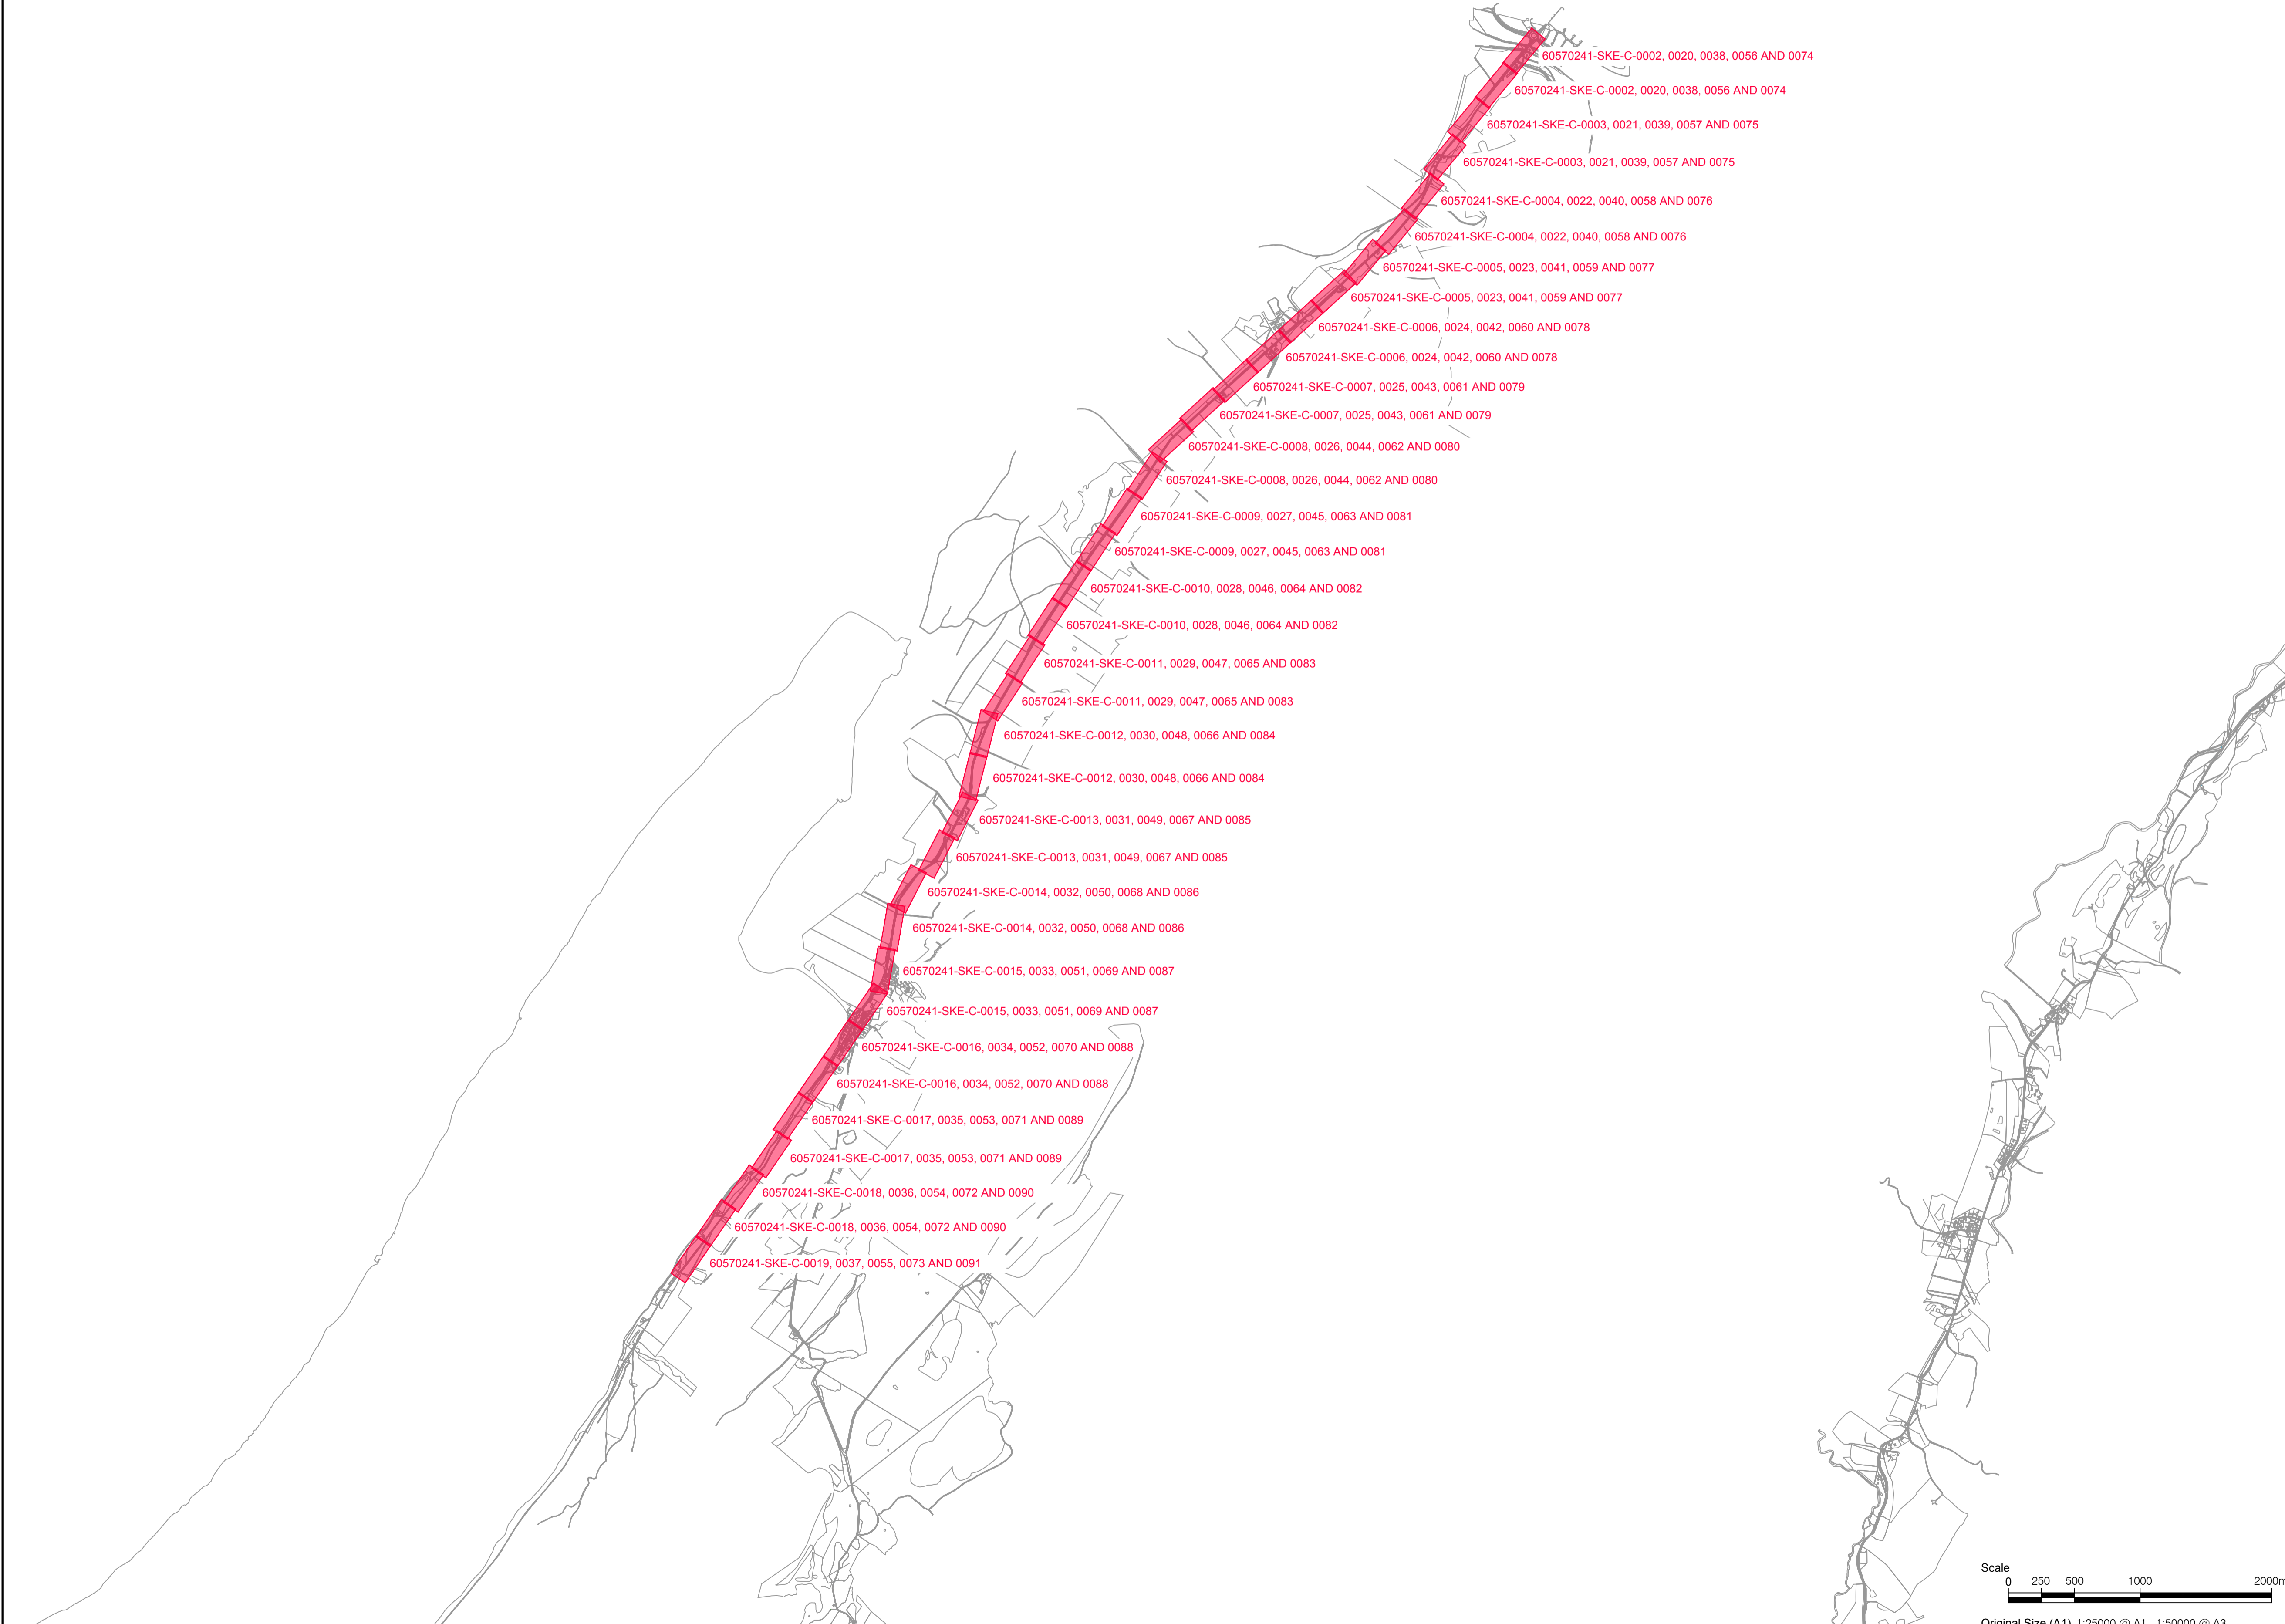 60570241-SKE-C-0002, 0020, 0038, 0056 AND 0074
60570241-SKE-C-0002, 0020, 0038, 0056 AND 0074
60570241-SKE-C-0003, 0021, 0039, 0057 AND 0075
60570241-SKE-C-0003, 0021, 0039, 0057 AND 0075
60570241-SKE-C-0004, 0022, 0040, 0058 AND 0076
60570241-SKE-C-0004, 0022, 0040, 0058 AND 0076
60570241-SKE-C-0005, 0023, 0041, 0059 AND 0077
60570241-SKE-C-0005, 0023, 0041, 0059 AND 0077
60570241-SKE-C-0006, 0024, 0042, 0060 AND 0078
60570241-SKE-C-0006, 0024, 0042, 0060 AND 0078
60570241-SKE-C-0007, 0025, 0043, 0061 AND 0079
60570241-SKE-C-0007, 0025, 0043, 0061 AND 0079
60570241-SKE-C-0008, 0026, 0044, 0062 AND 0080
60570241-SKE-C-0008, 0026, 0044, 0062 AND 0080
60570241-SKE-C-0009, 0027, 0045, 0063 AND 0081
60570241-SKE-C-0009, 0027, 0045, 0063 AND 0081
60570241-SKE-C-0010, 0028, 0046, 0064 AND 0082
60570241-SKE-C-0010, 0028, 0046, 0064 AND 0082
60570241-SKE-C-0011, 0029, 0047, 0065 AND 0083
60570241-SKE-C-0011, 0029, 0047, 0065 AND 0083
60570241-SKE-C-0012, 0030, 0048, 0066 AND 0084
60570241-SKE-C-0012, 0030, 0048, 0066 AND 0084
60570241-SKE-C-0013, 0031, 0049, 0067 AND 0085
60570241-SKE-C-0013, 0031, 0049, 0067 AND 0085
60570241-SKE-C-0014, 0032, 0050, 0068 AND 0086
60570241-SKE-C-0014, 0032, 0050, 0068 AND 0086
60570241-SKE-C-0015, 0033, 0051, 0069 AND 0087
60570241-SKE-C-0015, 0033, 0051, 0069 AND 0087
60570241-SKE-C-0016, 0034, 0052, 0070 AND 0088
60570241-SKE-C-0016, 0034, 0052, 0070 AND 0088
60570241-SKE-C-0017, 0035, 0053, 0071 AND 0089
60570241-SKE-C-0017, 0035, 0053, 0071 AND 0089
60570241-SKE-C-0018, 0036, 0054, 0072 AND 0090
60570241-SKE-C-0018, 0036, 0054, 0072 AND 0090
60570241-SKE-C-0019, 0037, 0055, 0073 AND 0091
Scale
0 250 500 1000 2000m
Original Size (A1) 1:25000 @ A1, 1:50000 @ A3